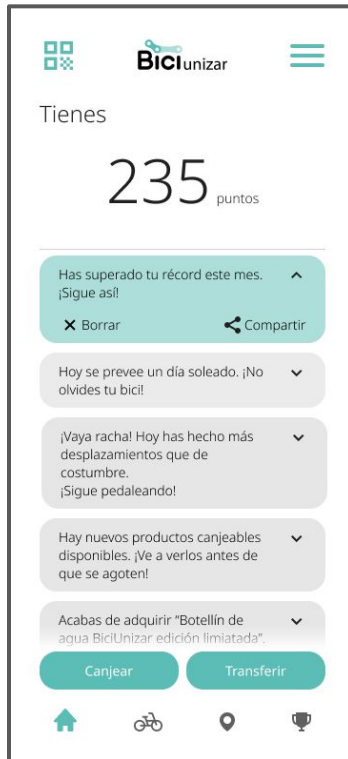 BICIunizar
Tienes
235 puntos
Has superado tu récord este mes.
¡Sigue así!
Borrar Compartir
Hoy se prevee un día soleado. ¡No
olvides tu bici!
¡Vaya racha! Hoy has hecho más
desplazamientos que de
costumbre.
¡Sigue pedaleando!
Hay nuevos productos canjeables
disponibles. ¡Ve a verlos antes de
que se agoten!
Acabas de adquirir “Botellín de
agua BiciUnizar edición limiatada”.
Canjear Transferir